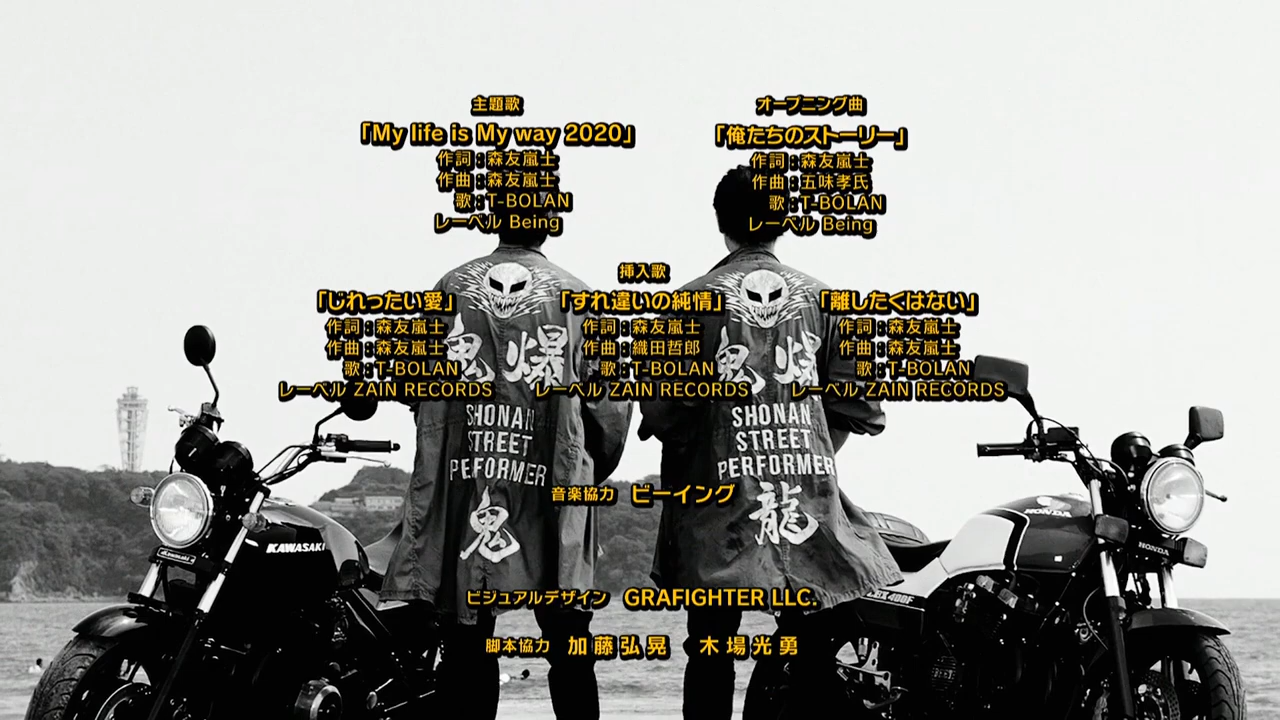 主題歌
「My life is My way 2020」
作詞：森友嵐士
作曲：森友嵐士
歌：T-BOLAN
レーベル Being
オープニング曲
「俺たちのストーリー」
作詞：森友嵐士
作曲：五味孝氏
歌：T-BOLAN
レーベル Being
挿入歌
「じれったい愛」
作詞：森友嵐士
作曲：森友嵐士
歌：T-BOLAN
レーベル ZAIN RECORDS
「すれ違いの純情」
作詞：森友嵐士
作曲：織田哲郎
歌：T-BOLAN
レーベル ZAIN RECORDS
「離したくはない」
作詞：森友嵐士
作曲：森友嵐士
歌：T-BOLAN
レーベル ZAIN RECORDS
鬼爆
SHONAN
STREET
PERFORMER
鬼
鬼爆
SHONAN
STREET
PERFORMER
龍
音楽協力 ビーイング
KAWASAKI
Kawasaki
HONDA
HONDA
CBX 400F
ビジュアルデザイン GRAFIGHTER LLC.
脚本協力 加藤弘晃 木場光勇